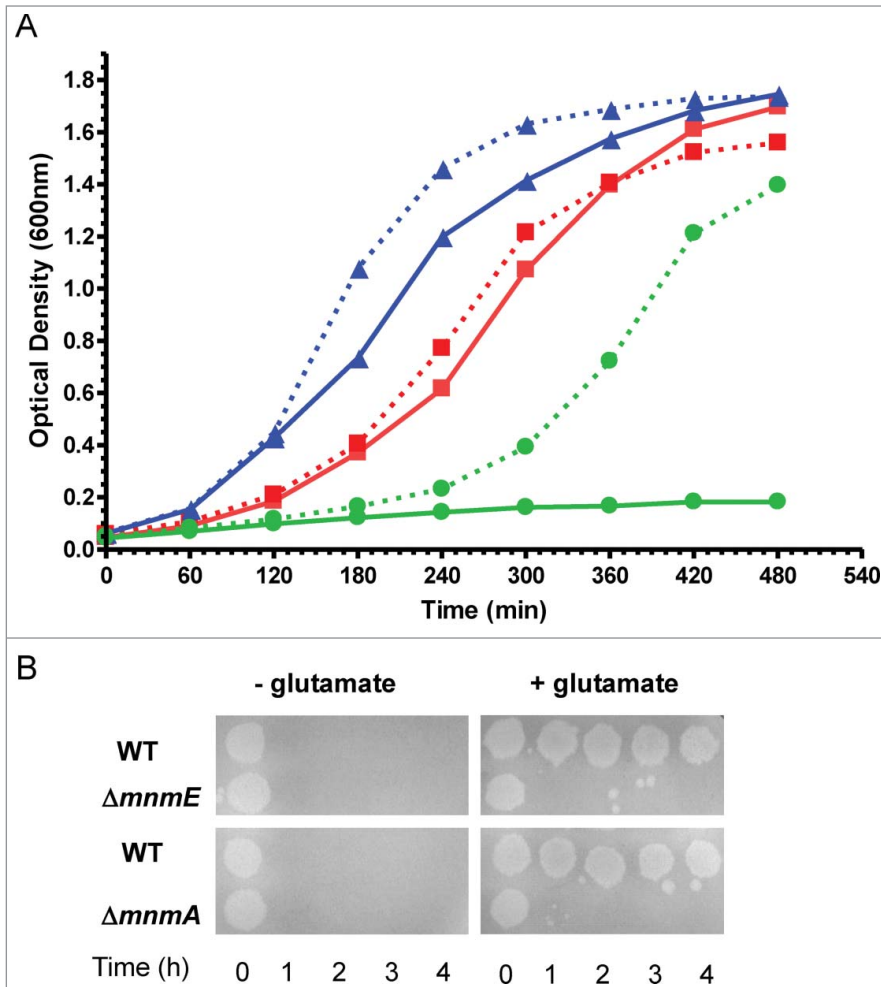 A
Optical Density (600nm)
1.8
1.6
1.4
1.2
1.0
0.8
0.6
0.4
0.2
0.0
0 60 120 180 240 300 360 420 480 540
Time (min)
B
- glutamate + glutamate
WT
ΔmnmE
WT
ΔmnmA
Time (h) 0 1 2 3 4 0 1 2 3 4